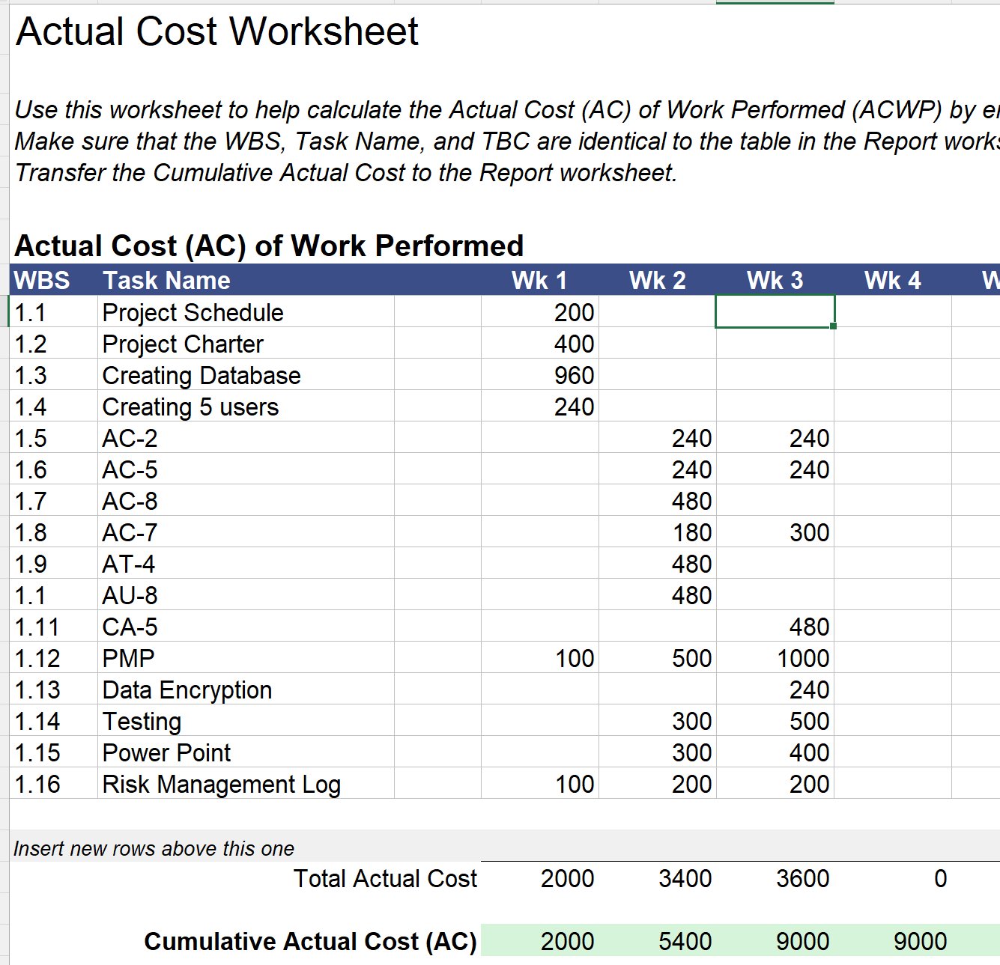 Actual Cost Worksheet
Use this worksheet to help calculate the Actual Cost (AC) of Work Performed (ACWP) by
Make sure that the WBS, Task Name, and TBC are identical to the table in the Report
Transfer the Cumulative Actual Cost to the Report worksheet.
Actual Cost (AC) of Work Performed
WBS Task Name Wk 1 Wk 2 Wk 3 Wk 4
1.1 Project Schedule 200
1.2 Project Charter 400
1.3 Creating Database 960
1.4 Creating 5 users 240
1.5 AC-2 240 240
1.6 AC-5 240 240
1.7 AC-8 480
1.8 AC-7 180 300
1.9 AT-4 480
1.1 AU-8 480
1.11 CA-5 480
1.12 PMP 100 500 1000
1.13 Data Encryption 240
1.14 Testing 300 500
1.15 Power Point 300 400
1.16 Risk Management Log 100 200 200
Insert new rows above this one
Total Actual Cost 2000 3400 3600 0
Cumulative Actual Cost (AC) 2000 5400 9000 9000